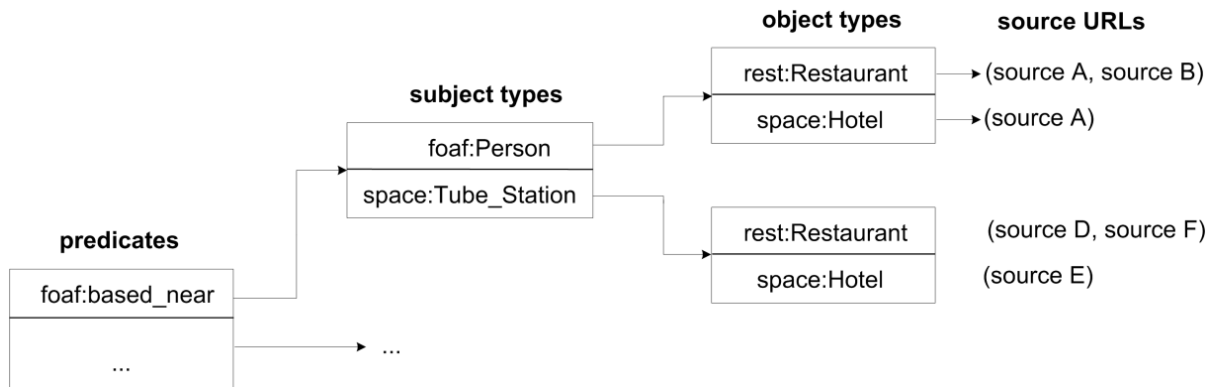 object types
source URLs
rest:Restaurant
(source A, source B)
subject types
space:Hotel
(source A)
foaf:Person
space:Tube_Station
predicates
rest:Restaurant
(source D, source F)
foaf:based_near
space:Hotel
(source E)
...
...